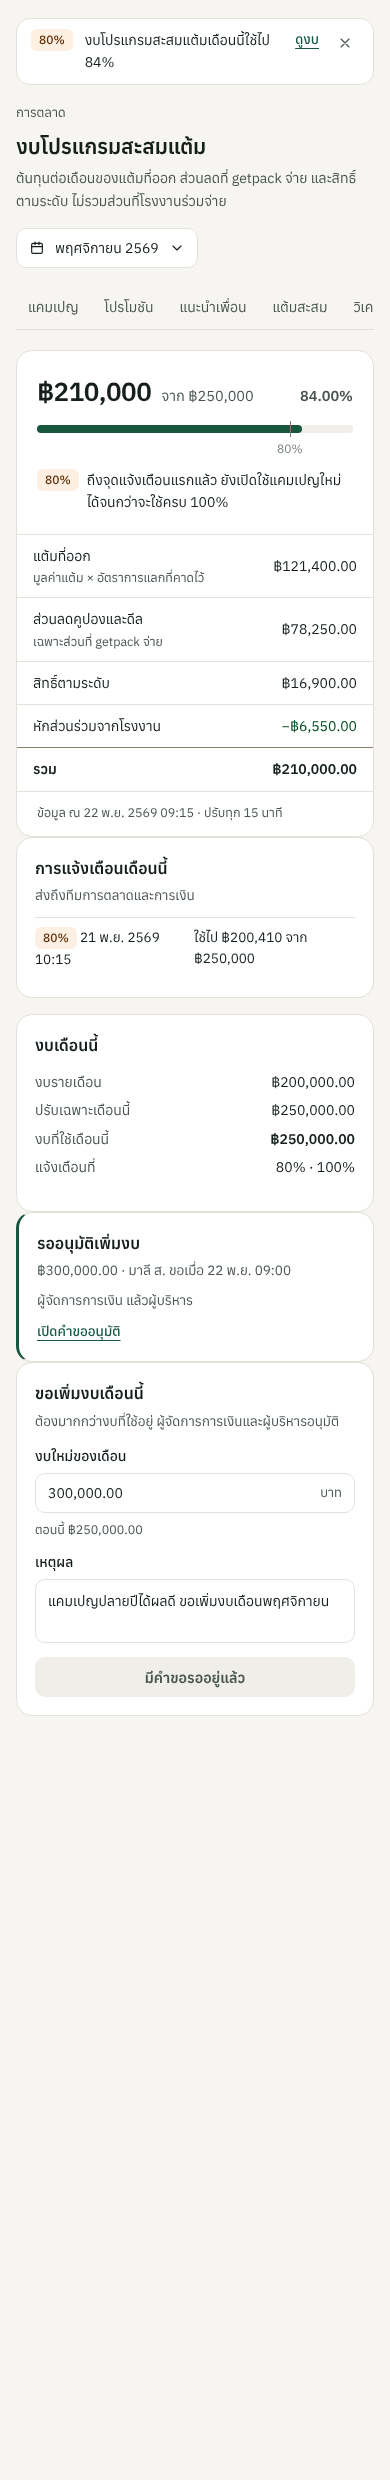 80% งบโปรแกรมสะสมแต้มเดือนนี้ใช้ไป ดูงบ
84%
การตลาด
งบโปรแกรมสะสมแต้ม
ต้นทุนต่อเดือนของแต้มที่ออก ส่วนลดที่ getpack จ่าย และสิทธิ์
ตามระดับ ไม่รวมส่วนที่โรงงานร่วมจ่าย
พฤศจิกายน 2569
แคมเปญ โปรโมชัน แนะนำเพื่อน แต้มสะสม วิเค
฿210,000 จาก ฿250,000 84.00%
80%
80% ถึงจุดแจ้งเตือนแรกแล้ว ยังเปิดใช้แคมเปญใหม่
ได้จนกว่าจะใช้ครบ 100%
แต้มที่ออก ฿121,400.00
มูลค่าแต้ม × อัตราการแลกที่คาดไว้
ส่วนลดคูปองและดีล ฿78,250.00
เฉพาะส่วนที่ getpack จ่าย
สิทธิ์ตามระดับ ฿16,900.00
หักส่วนร่วมจากโรงงาน −฿6,550.00
รวม ฿210,000.00
ข้อมูล ณ 22 พ.ย. 2569 09:15 · ปรับทุก 15 นาที
การแจ้งเตือนเดือนนี้
ส่งถึงทีมการตลาดและการเงิน
80% 21 พ.ย. 2569 ใช้ไป ฿200,410 จาก
10:15 ฿250,000
งบเดือนนี้
งบรายเดือน ฿200,000.00
ปรับเฉพาะเดือนนี้ ฿250,000.00
งบที่ใช้เดือนนี้ ฿250,000.00
แจ้งเตือนที่ 80% · 100%
รออนุมัติเพิ่มงบ
฿300,000.00 · มาลี ส. ขอเมื่อ 22 พ.ย. 09:00
ผู้จัดการการเงิน แล้วผู้บริหาร
เปิดคำขออนุมัติ
ขอเพิ่มงบเดือนนี้
ต้องมากกว่างบที่ใช้อยู่ ผู้จัดการการเงินและผู้บริหารอนุมัติ
งบใหม่ของเดือน
300,000.00 บาท
ตอนนี้ ฿250,000.00
เหตุผล
แคมเปญปลายปีได้ผลดี ขอเพิ่มงบเดือนพฤศจิกายน
มีคำขอรออยู่แล้ว